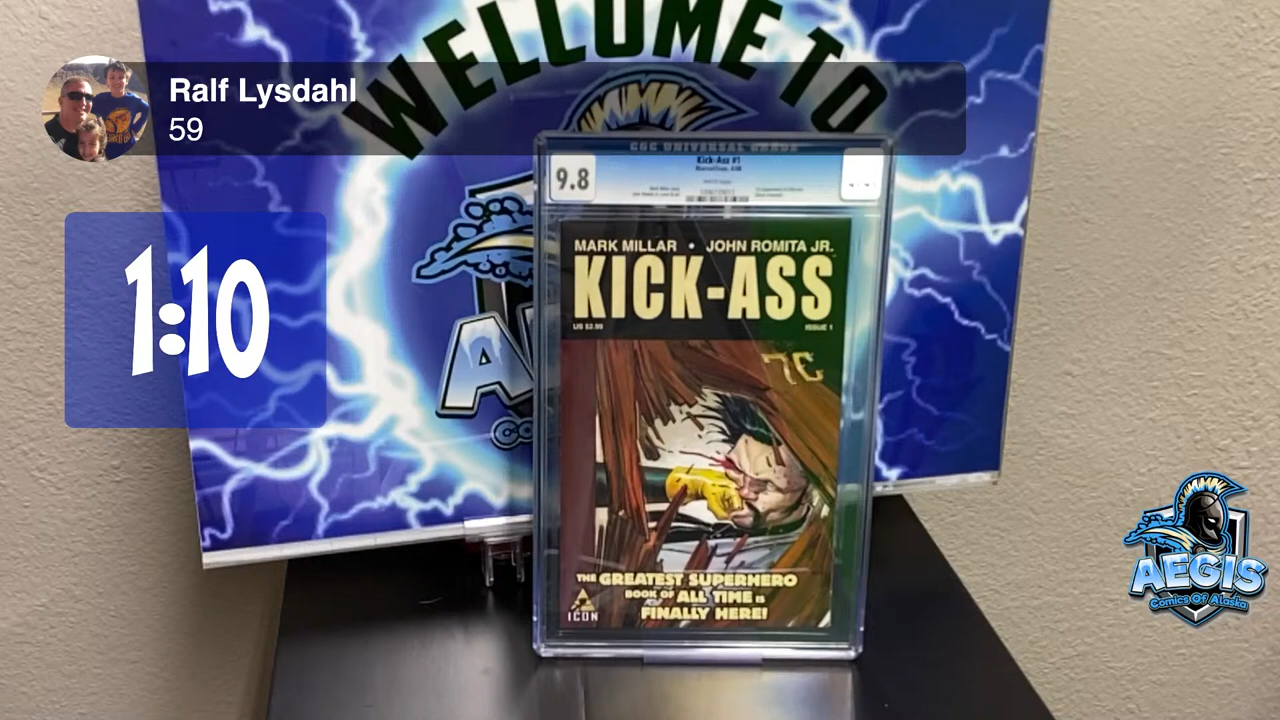 WELCOME TO
Ralf Lysdahl
59
CGC UNIVERSAL GRADE
9.8
Kick-Ass #1
1:10
MARK MILLAR • JOHN ROMITA JR.
KICK-ASS
US $2.99
ISSUE 1
THE GREATEST SUPERHERO
BOOK OF ALL TIME IS
FINALLY HERE!
ICON
AEGIS
Comics Of Alaska